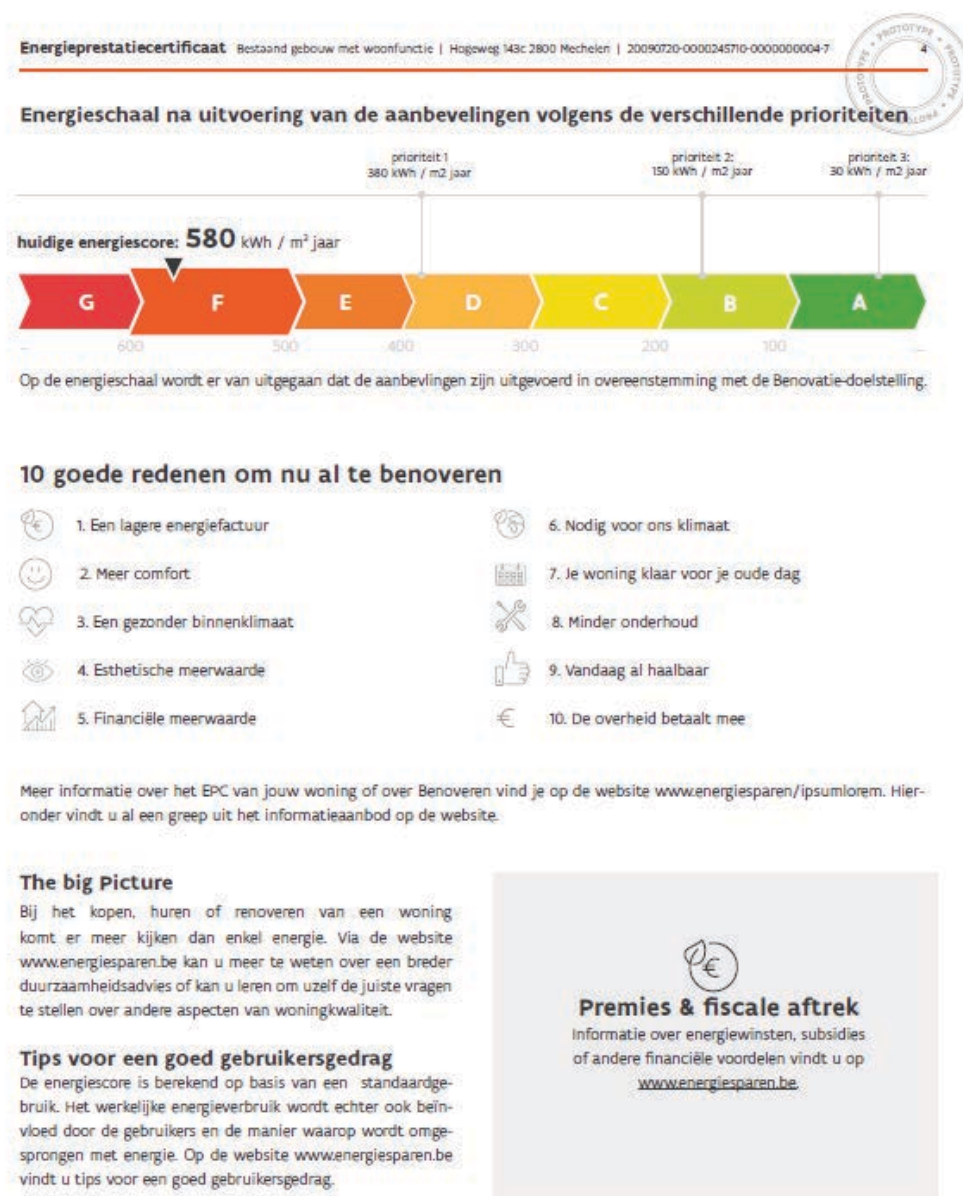 Energieprestatiecertificaat Bestaand gebouw met woonfunctie | Hogeweg 143c 2800 Mechelen | 20090720-0000245710-0000000004-7 4
PROTOTYPE • PROTOTYPE • PROTOTYPE •
Energieschaal na uitvoering van de aanbevelingen volgens de verschillende prioriteiten
prioriteit 1
380 kWh / m2 jaar
prioriteit 2:
150 kWh / m2 jaar
prioriteit 3:
30 kWh / m2 jaar
huidige energiescore: 580 kWh / m² jaar
G F E D C B A
... 600 500 400 300 200 100 ...
Op de energieschaal wordt er van uitgegaan dat de aanbevlingen zijn uitgevoerd in overeenstemming met de Benovatie-doelstelling.
10 goede redenen om nu al te benoveren
1. Een lagere energiefactuur
2. Meer comfort
3. Een gezonder binnenklimaat
4. Esthetische meerwaarde
5. Financiële meerwaarde
6. Nodig voor ons klimaat
7. Je woning klaar voor je oude dag
8. Minder onderhoud
9. Vandaag al haalbaar
10. De overheid betaalt mee
Meer informatie over het EPC van jouw woning of over Benoveren vind je op de website www.energiesparen/ipsumlorem. Hier-
onder vindt u al een greep uit het informatieaanbod op de website.
The big Picture
Bij het kopen, huren of renoveren van een woning
komt er meer kijken dan enkel energie. Via de website
www.energiesparen.be kan u meer te weten over een breder
duurzaamheidsadvies of kan u leren om uzelf de juiste vragen
te stellen over andere aspecten van woningkwaliteit.
Tips voor een goed gebruikersgedrag
De energiescore is berekend op basis van een standaardge-
bruik. Het werkelijke energieverbruik wordt echter ook beïn-
vloed door de gebruikers en de manier waarop wordt omge-
sprongen met energie. Op de website www.energiesparen.be
vindt u tips voor een goed gebruikersgedrag.
Premies & fiscale aftrek
Informatie over energiewinsten, subsidies
of andere financiële voordelen vindt u op
www.energiesparen.be.